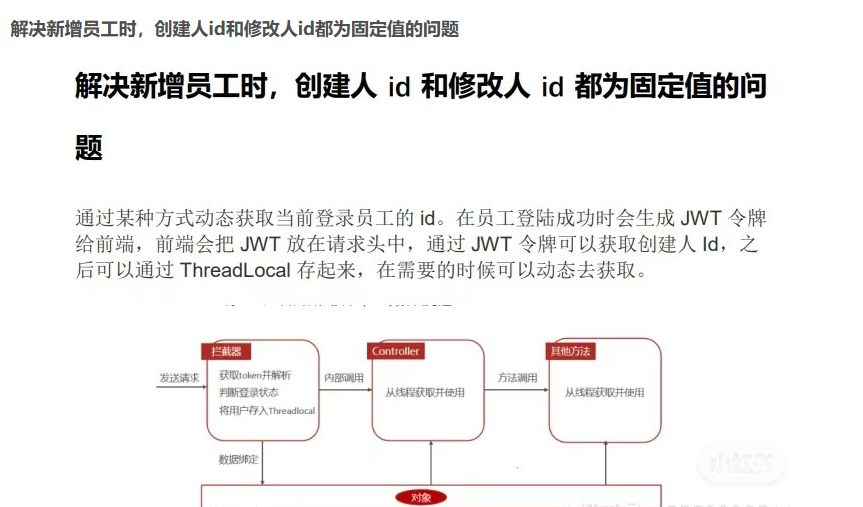 解决新增员工时，创建人id和修改人id都为固定值的问题
解决新增员工时，创建人 id 和修改人 id 都为固定值的问
题
通过某种方式动态获取当前登录员工的 id。在员工登陆成功时会生成 JWT 令牌
给前端，前端会把 JWT 放在请求头中，通过 JWT 令牌可以获取创建人 Id，之
后可以通过 ThreadLocal 存起来，在需要的时候可以动态去获取。
拦截器
Controller
其他方法
发送请求
获取token并解析
判断登录状态
将用户存入Threadlocal
内部调用
从线程获取并使用
方法调用
从线程获取并使用
数据绑定
小红书
对象